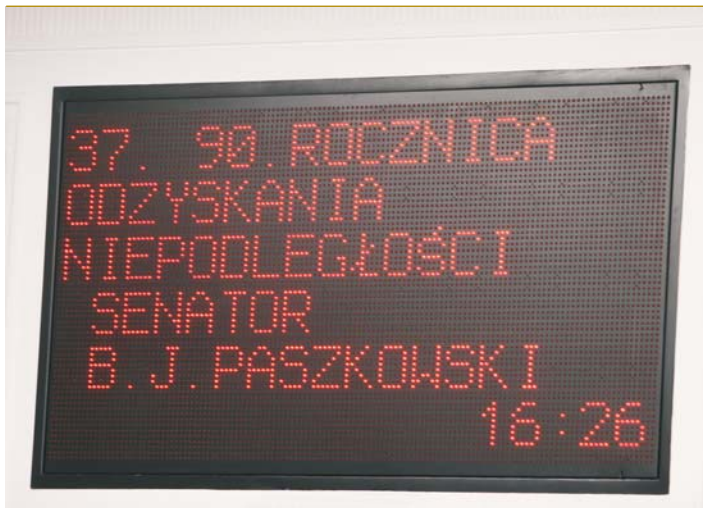 37. 90.ROCZNICA
ODZYSKANIA
NIEPODLEGŁOŚCI
SENATOR
B.J.PASZKOWSKI
16:26